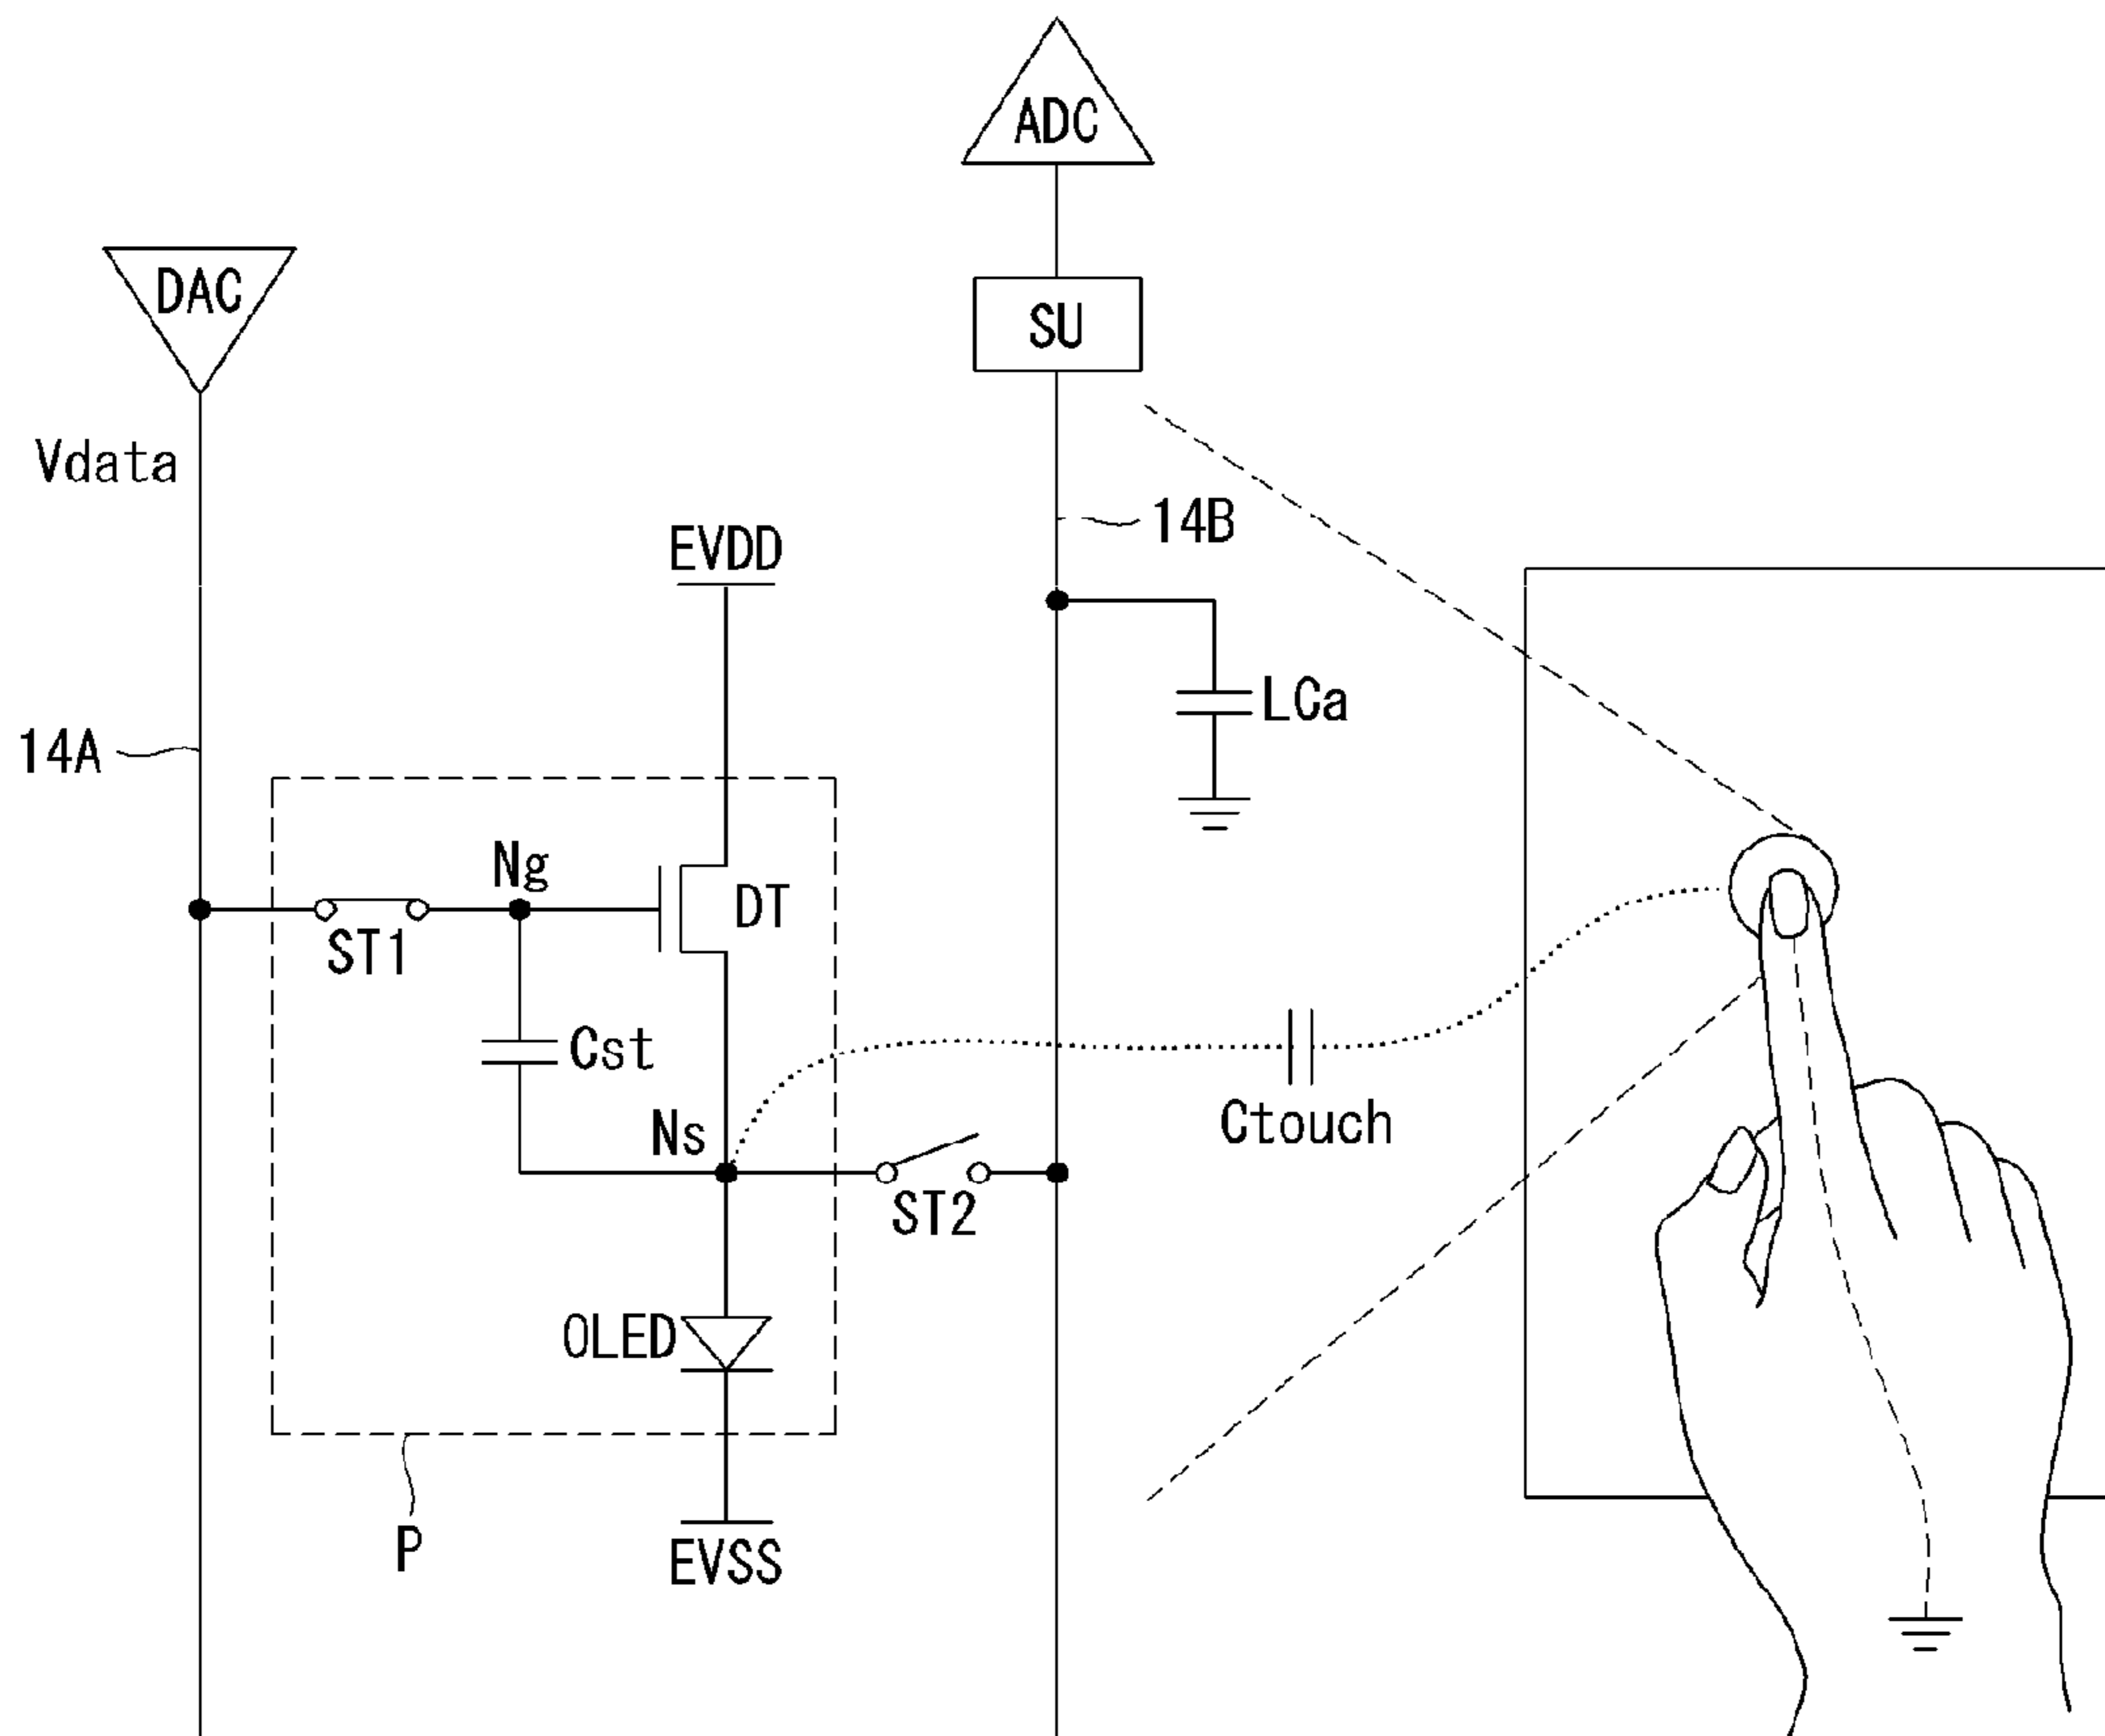 ADC
DAC
SU
Vdata
14B
EVDD
LCa
14A
Ng
DT
ST1
Cst
Ctouch
Ns
ST2
OLED
P
EVSS